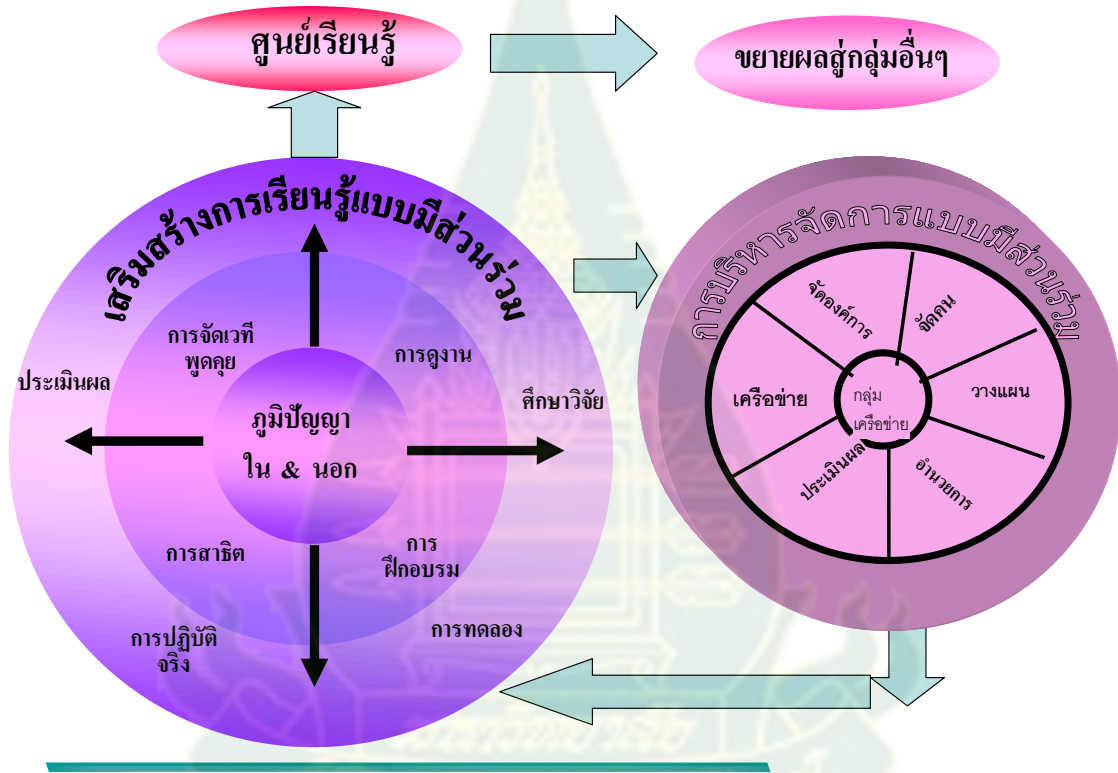 ศูนย์เรียนรู้
ขยายผลสู่กลุ่มอื่นๆ
เสริมสร้างการเรียนรู้แบบมีส่วนร่วม
การจัดเวที
พูดคุย
การดูงาน
ประเมินผล
ศึกษาวิจัย
ภูมิปัญญา
ใน & นอก
การสาธิต
การ
ฝึกอบรม
การปฏิบัติ
จริง
การทดลอง
การบริหารจัดการแบบมีส่วนร่วม
จัดองค์การ
จัดคน
เครือข่าย
วางแผน
กลุ่ม
เครือข่าย
ประเมินผล
อำนวยการ